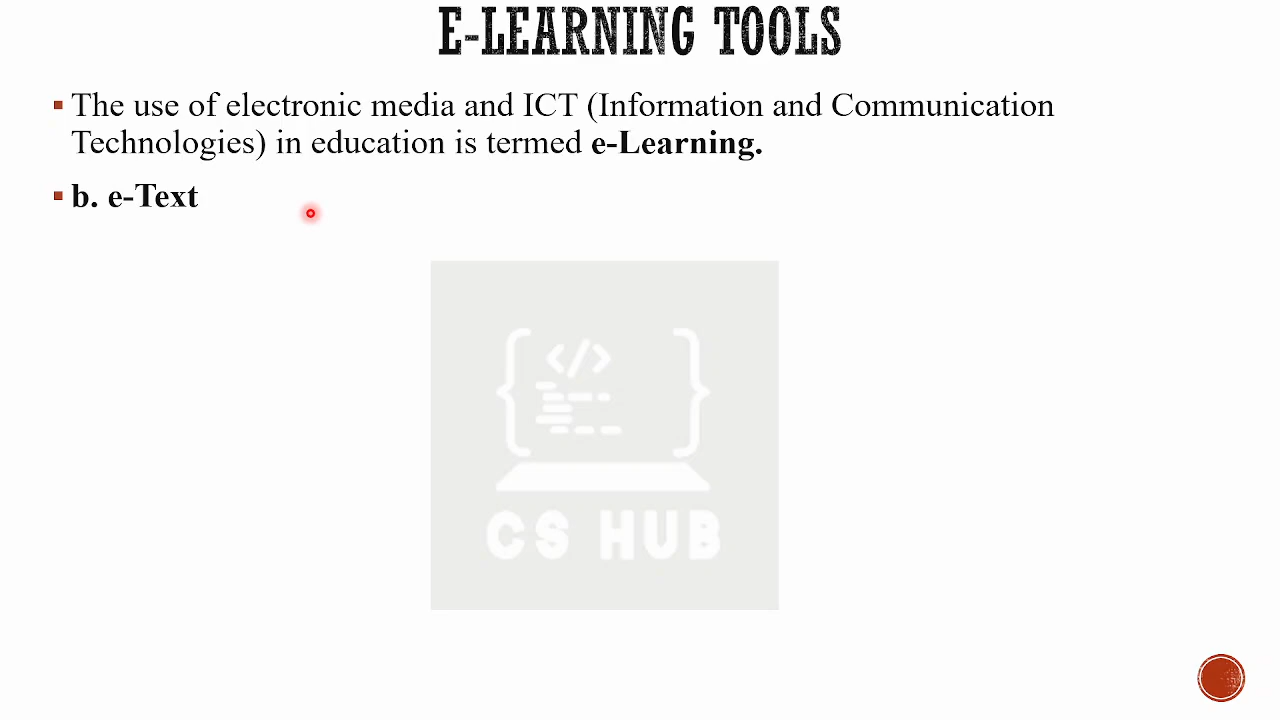 E-LEARNING TOOLS
The use of electronic media and ICT (Information and Communication
Technologies) in education is termed e-Learning.
b. e-Text
</>
CS HUB